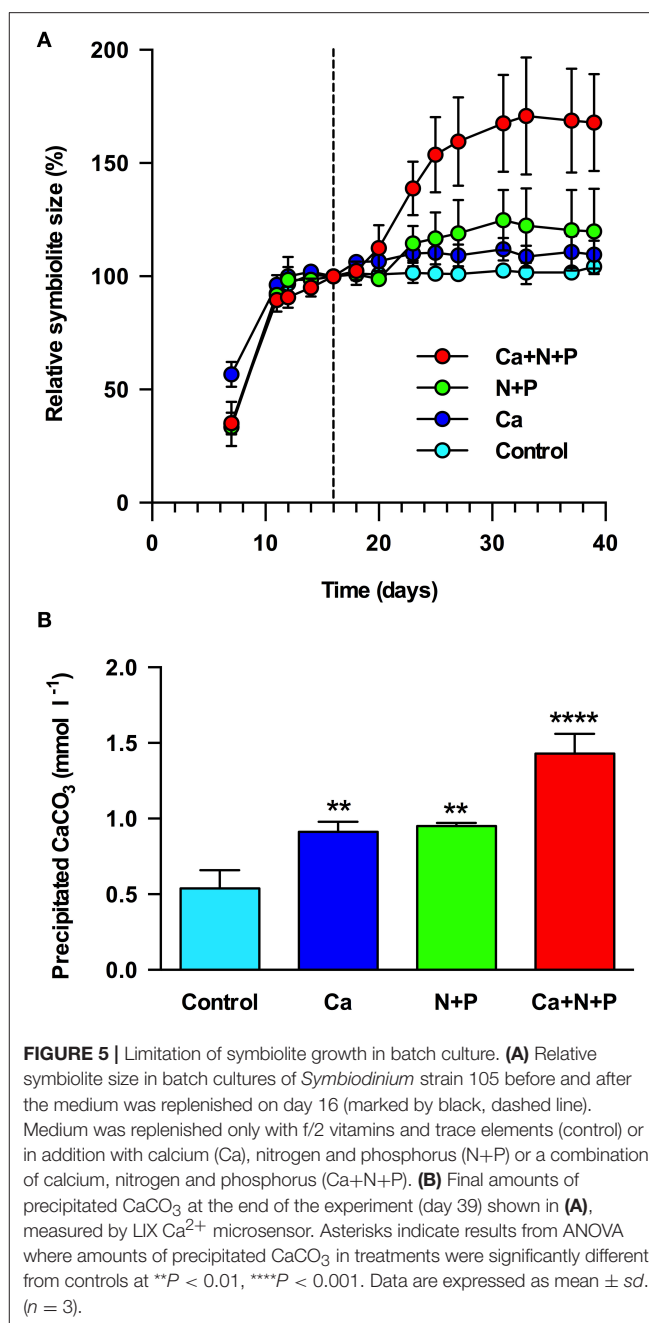 A
200
150
100
50
0
Relative symbiolite size (%)
Ca+N+P
N+P
Ca
Control
0 10 20 30 40
Time (days)
B
2.0
1.5
1.0
0.5
0.0
Precipitated CaCO3 (mmol l -1)
** ** ****
Control Ca N+P Ca+N+P
FIGURE 5 | Limitation of symbiolite growth in batch culture. (A) Relative
symbiolite size in batch cultures of Symbiodinium strain 105 before and after
the medium was replenished on day 16 (marked by black, dashed line).
Medium was replenished only with f/2 vitamins and trace elements (control) or
in addition with calcium (Ca), nitrogen and phosphorus (N+P) or a combination
of calcium, nitrogen and phosphorus (Ca+N+P). (B) Final amounts of
precipitated CaCO3 at the end of the experiment (day 39) shown in (A),
measured by LIX Ca2+ microsensor. Asterisks indicate results from ANOVA
where amounts of precipitated CaCO3 in treatments were significantly different
from controls at **P < 0.01, ****P < 0.001. Data are expressed as mean ± sd.
(n = 3).